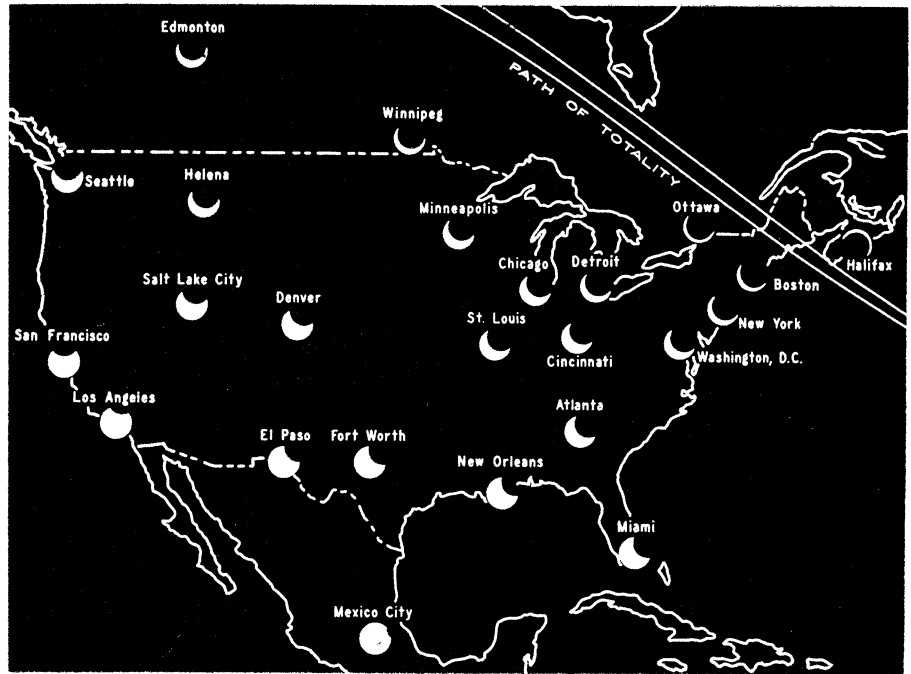 Edmonton
Winnipeg
PATH OF TOTALITY
Seattle
Helena
Minneapolis
Ottawa
Chicago
Detroit
Halifax
Salt Lake City
Boston
Denver
St. Louis
New York
San Francisco
Cincinnati
Washington, D.C.
Los Angeles
Atlanta
El Paso
Fort Worth
New Orleans
Miami
Mexico City